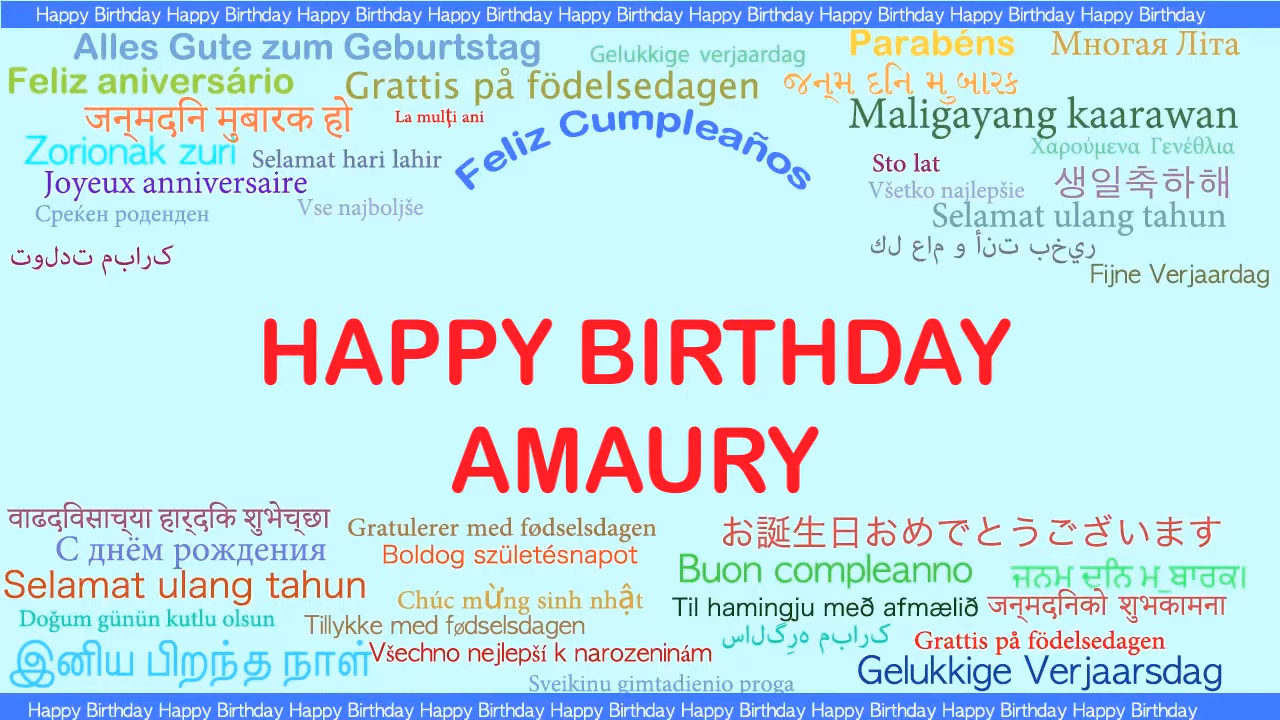 Happy Birthday Happy Birthday Happy Birthday Happy Birthday Happy Birthday Happy Birthday Happy Birthday Happy Birthday Happy Birthday
Alles Gute zum Geburtstag
Gelukkige verjaardag
Parabéns
Многая Літа
Feliz aniversário
Grattis på födelsedagen
જન્મ દિન મુબારક
जन्मदिन मुबारक हो
La mulţi ani
Feliz Cumpleaños
Maligayang kaarawan
Zorionak zuri
Selamat hari lahir
Sto lat
Χαρούμενα Γενέθλια
Joyeux anniversaire
Všetko najlepšie
생일축하해
Срећен роденден
Vse najboljše
Selamat ulang tahun
كل عام و أنت بخير
تولدت مبارک
Fijne Verjaardag
HAPPY BIRTHDAY
AMAURY
वाढदिवसाच्या हार्दिक शुभेच्छा
Gratulerer med fødselsdagen
お誕生日おめでとうございます
С днём рождения
Boldog születésnapot
Buon compleanno
ਜਨਮ ਦਿਨ ਮੁਬਾਰਕ।
Selamat ulang tahun
Chúc mừng sinh nhật
Til hamingju með afmælið
जन्मदिनको शुभकामना
Doğum günün kutlu olsun
Tillykke med fødselsdagen
سالگرہ مبارک
Grattis på födelsedagen
இனிய பிறந்த நாள்
Všechno nejlepší k narozeninám
Gelukkige Verjaarsdag
Sveikinu gimtadienio proga
Happy Birthday Happy Birthday Happy Birthday Happy Birthday Happy Birthday Happy Birthday Happy Birthday Happy Birthday Happy Birthday